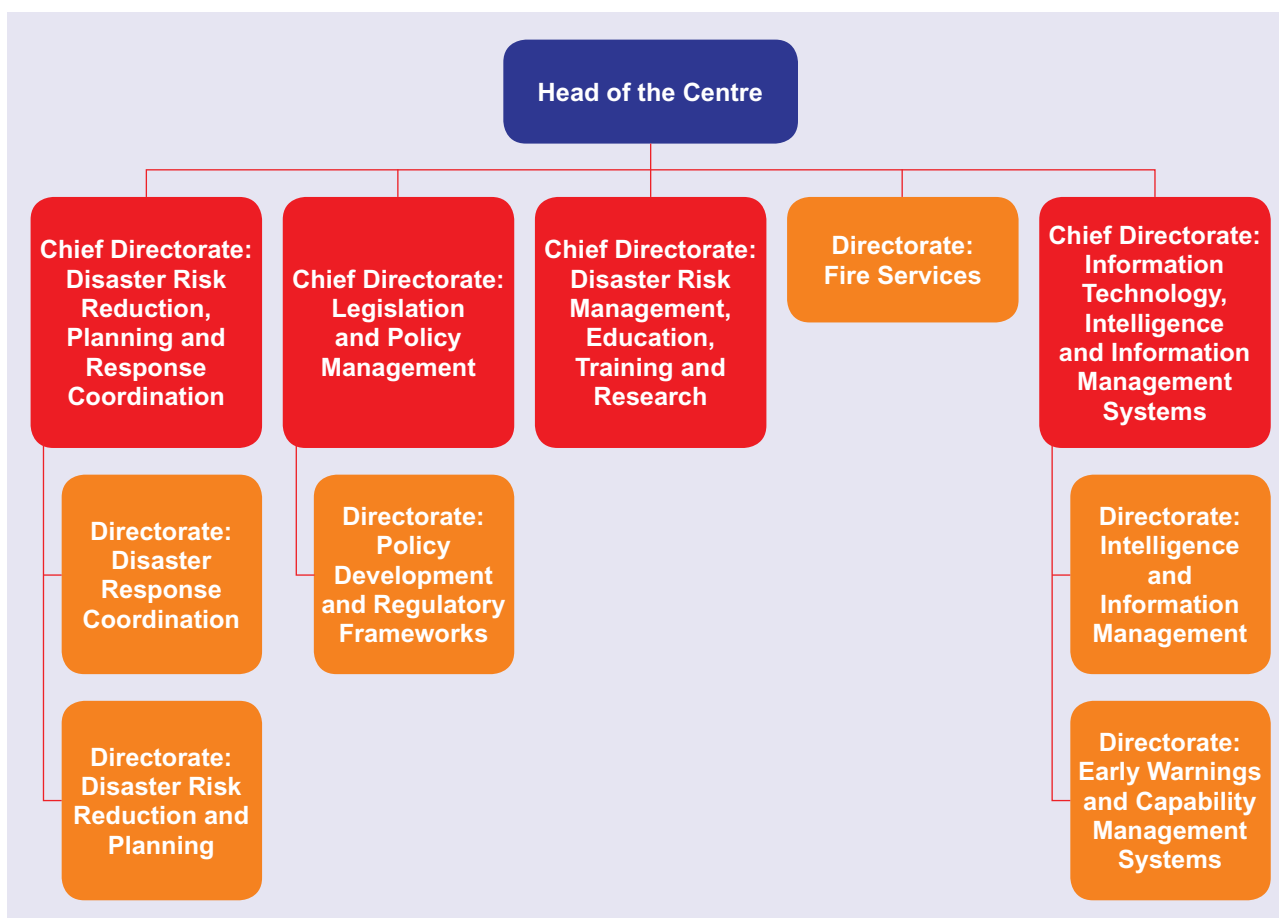 Head of the Centre
Chief Directorate:
Disaster Risk
Reduction,
Planning and
Response
Coordination
Chief Directorate:
Legislation
and Policy
Management
Chief Directorate:
Disaster Risk
Management,
Education,
Training and
Research
Directorate:
Fire Services
Chief Directorate:
Information
Technology,
Intelligence
and Information
Management
Systems
Directorate:
Disaster
Response
Coordination
Directorate:
Policy
Development
and Regulatory
Frameworks
Directorate:
Intelligence
and
Information
Management
Directorate:
Disaster Risk
Reduction and
Planning
Directorate:
Early Warnings
and Capability
Management
Systems